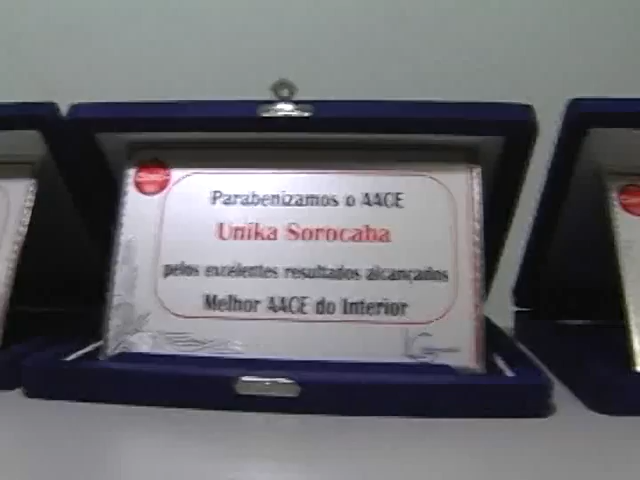 Parabenizamos o AACE
Unika Sorocaba
pelos excelentes resultados alcançados
Melhor AACE do Interior